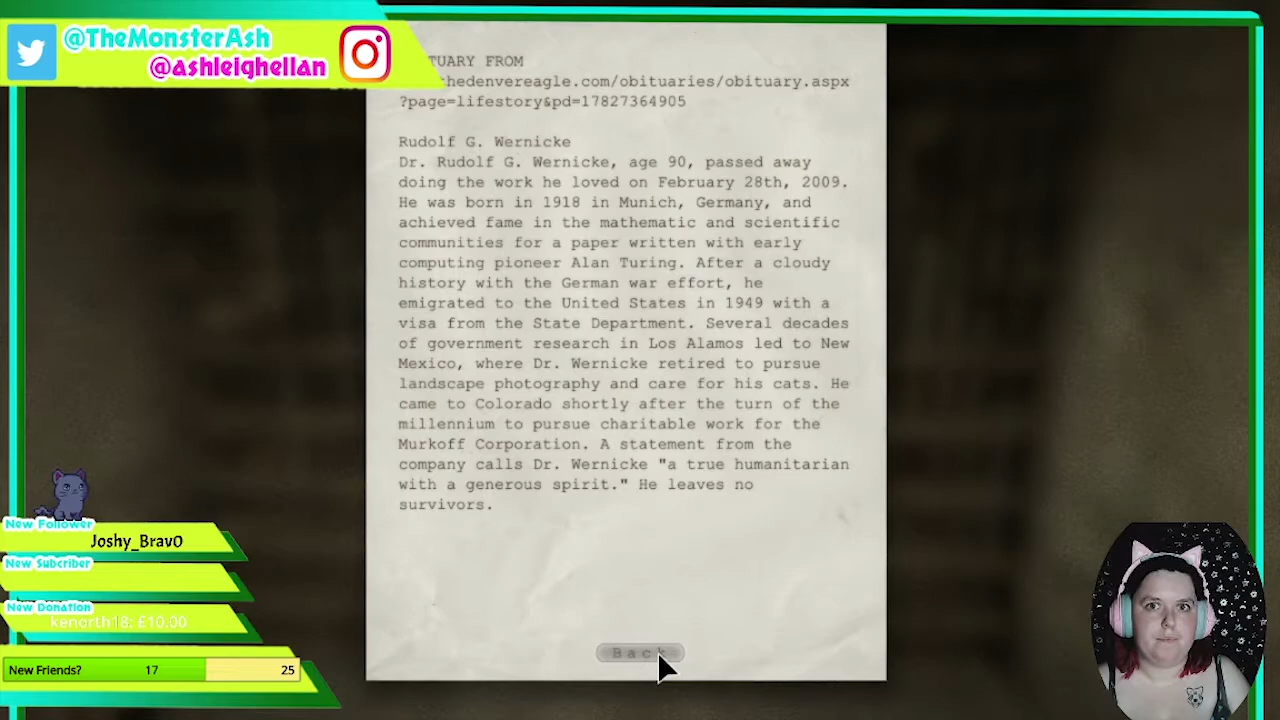 @TheMonsterAsh
@ashleighellan
TUARY FROM
thedenvereagle.com/obituaries/obituary.aspx
?page=lifestory&pd=17827364905
Rudolf G. Wernicke
Dr. Rudolf G. Wernicke, age 90, passed away
doing the work he loved on February 28th, 2009.
He was born in 1918 in Munich, Germany, and
achieved fame in the mathematic and scientific
communities for a paper written with early
computing pioneer Alan Turing. After a cloudy
history with the German war effort, he
emigrated to the United States in 1949 with a
visa from the State Department. Several decades
of government research in Los Alamos led to New
Mexico, where Dr. Wernicke retired to pursue
landscape photography and care for his cats. He
came to Colorado shortly after the turn of the
millennium to pursue charitable work for the
Murkoff Corporation. A statement from the
company calls Dr. Wernicke "a true humanitarian
with a generous spirit." He leaves no
survivors.
Back
New Follower
Joshy_Brav0
New Subcriber
New Donation
kenorth18: £10.00
New Friends? 17 25